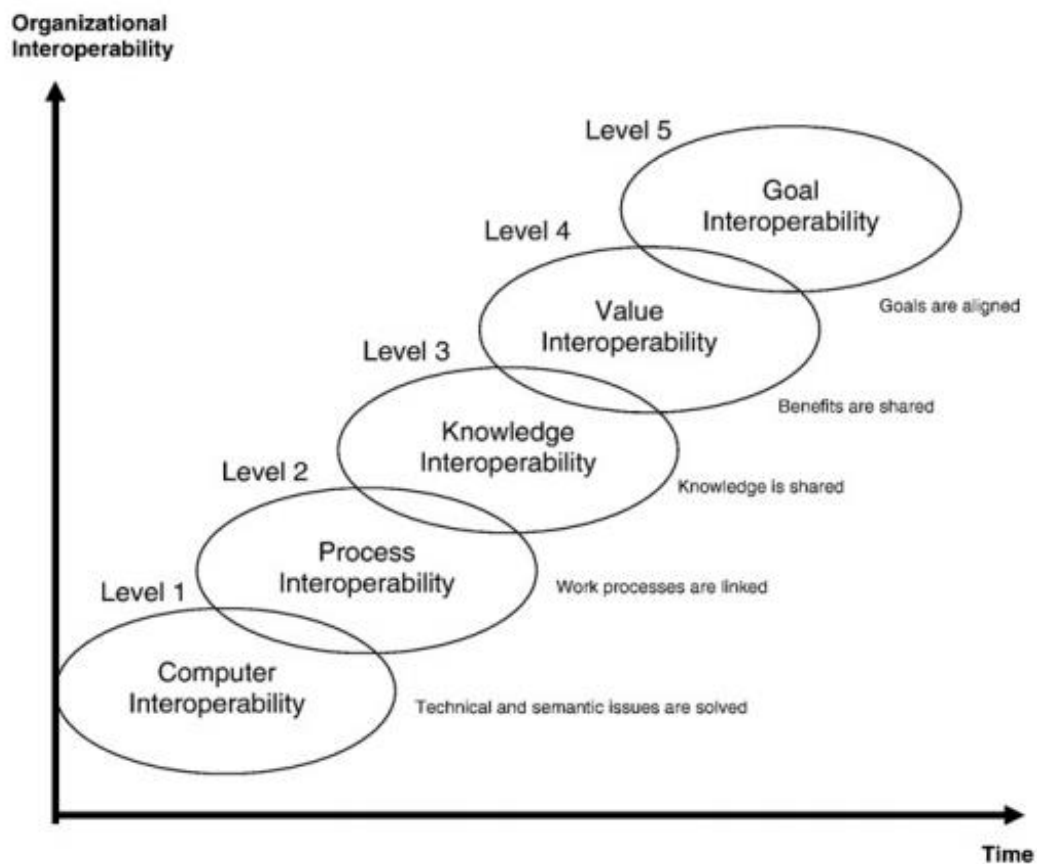 Organizational
Interoperability
Level 5
Goal
Interoperability
Goals are aligned
Level 4
Value
Interoperability
Benefits are shared
Level 3
Knowledge
Interoperability
Knowledge is shared
Level 2
Process
Interoperability
Work processes are linked
Level 1
Computer
Interoperability
Technical and semantic issues are solved
Time